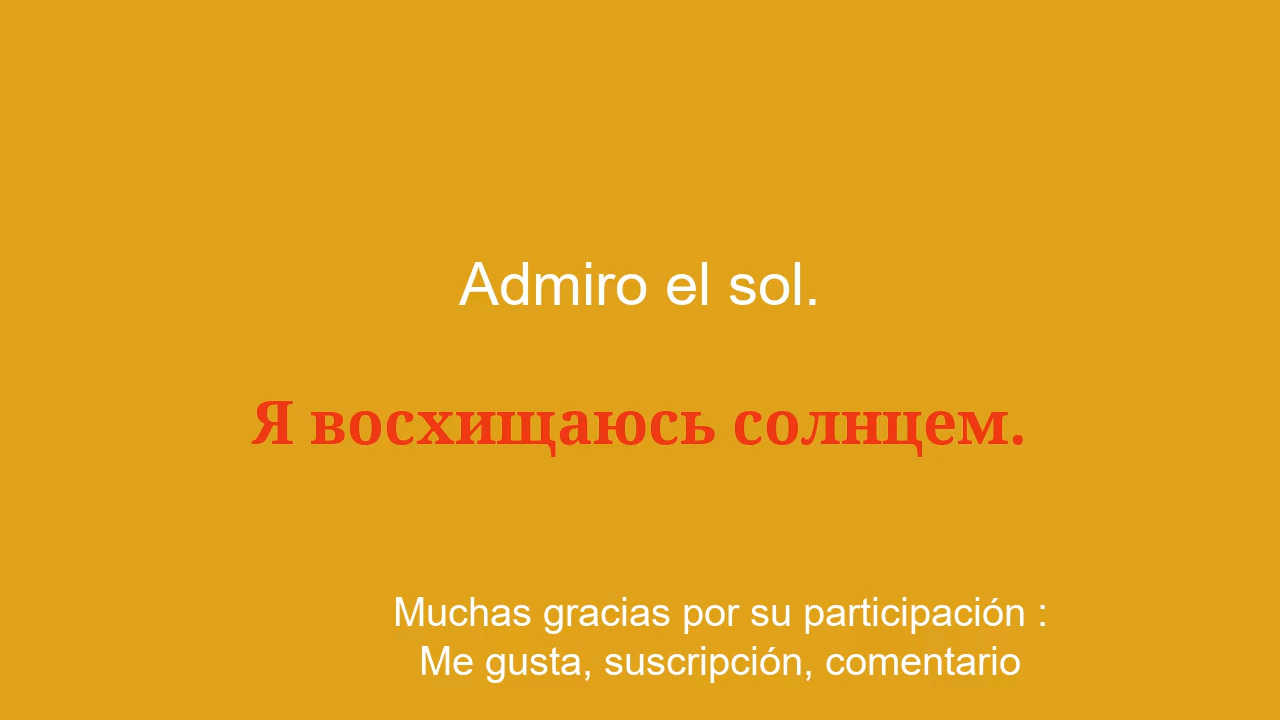 Admiro el sol.
Я восхищаюсь солнцем.
Muchas gracias por su participación :
Me gusta, suscripción, comentario